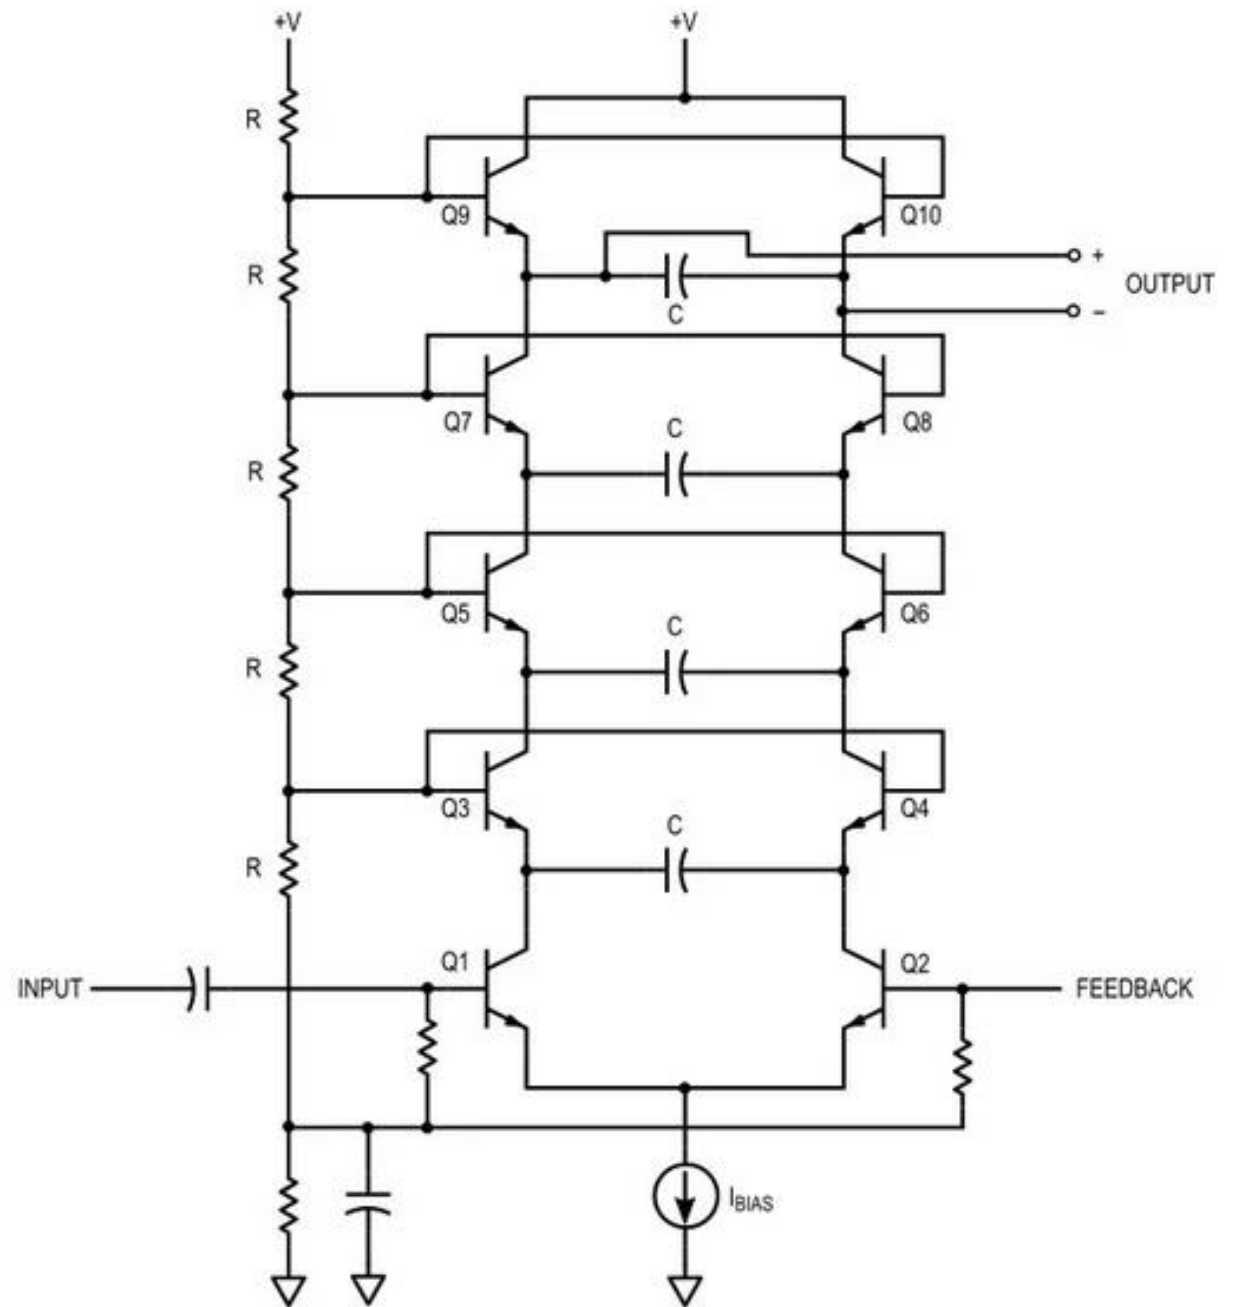 +V
+V
R
Q9
Q10
R
+
OUTPUT
C
–
Q7
Q8
C
R
Q5
Q6
C
R
Q3
Q4
C
R
Q1
Q2
INPUT
FEEDBACK
IBIAS